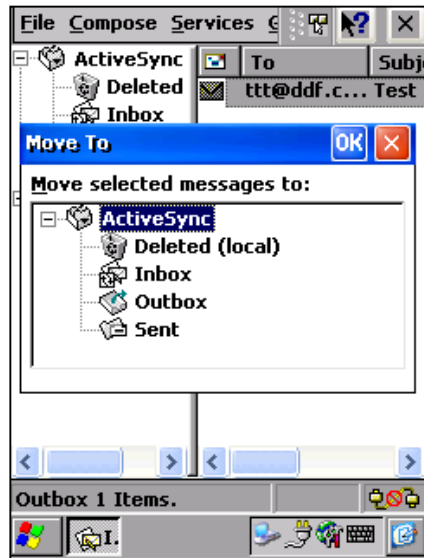 File Compose Services
ActiveSync To Subj
Deleted ttt@ddf.c... Test
Inbox
Move To OK
Move selected messages to:
ActiveSync
Deleted (local)
Inbox
Outbox
Sent
Outbox 1 Items.
I.